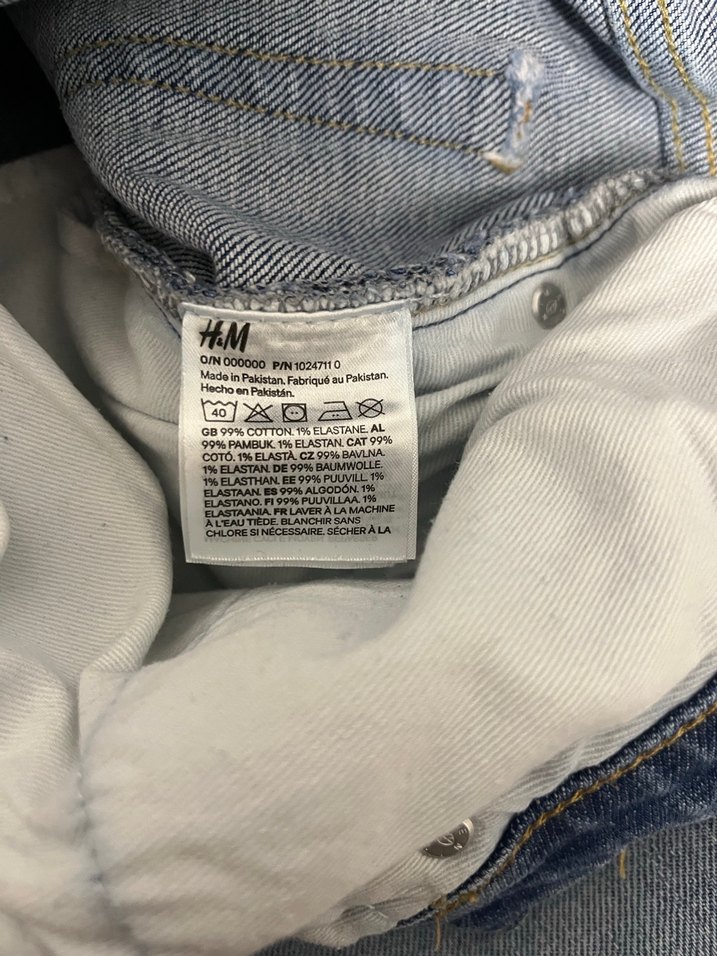 H&M
O/N 000000 P/N 1024711 0
Made in Pakistan. Fabriqué au Pakistan.
Hecho en Pakistán.
40
GB 99% COTTON. 1% ELASTANE. AL
99% PAMBUK. 1% ELASTAN. CAT 99%
COTÓ. 1% ELASTÀ. CZ 99% BAVLNA.
1% ELASTAN. DE 99% BAUMWOLLE.
1% ELASTHAN. EE 99% PUUVILL. 1%
ELASTAAN. ES 99% ALGODÓN. 1%
ELASTANO. FI 99% PUUVILLAA. 1%
ELASTAANIA. FR LAVER À LA MACHINE
À L'EAU TIÈDE. BLANCHIR SANS
CHLORE SI NÉCESSAIRE. SÉCHER À LA